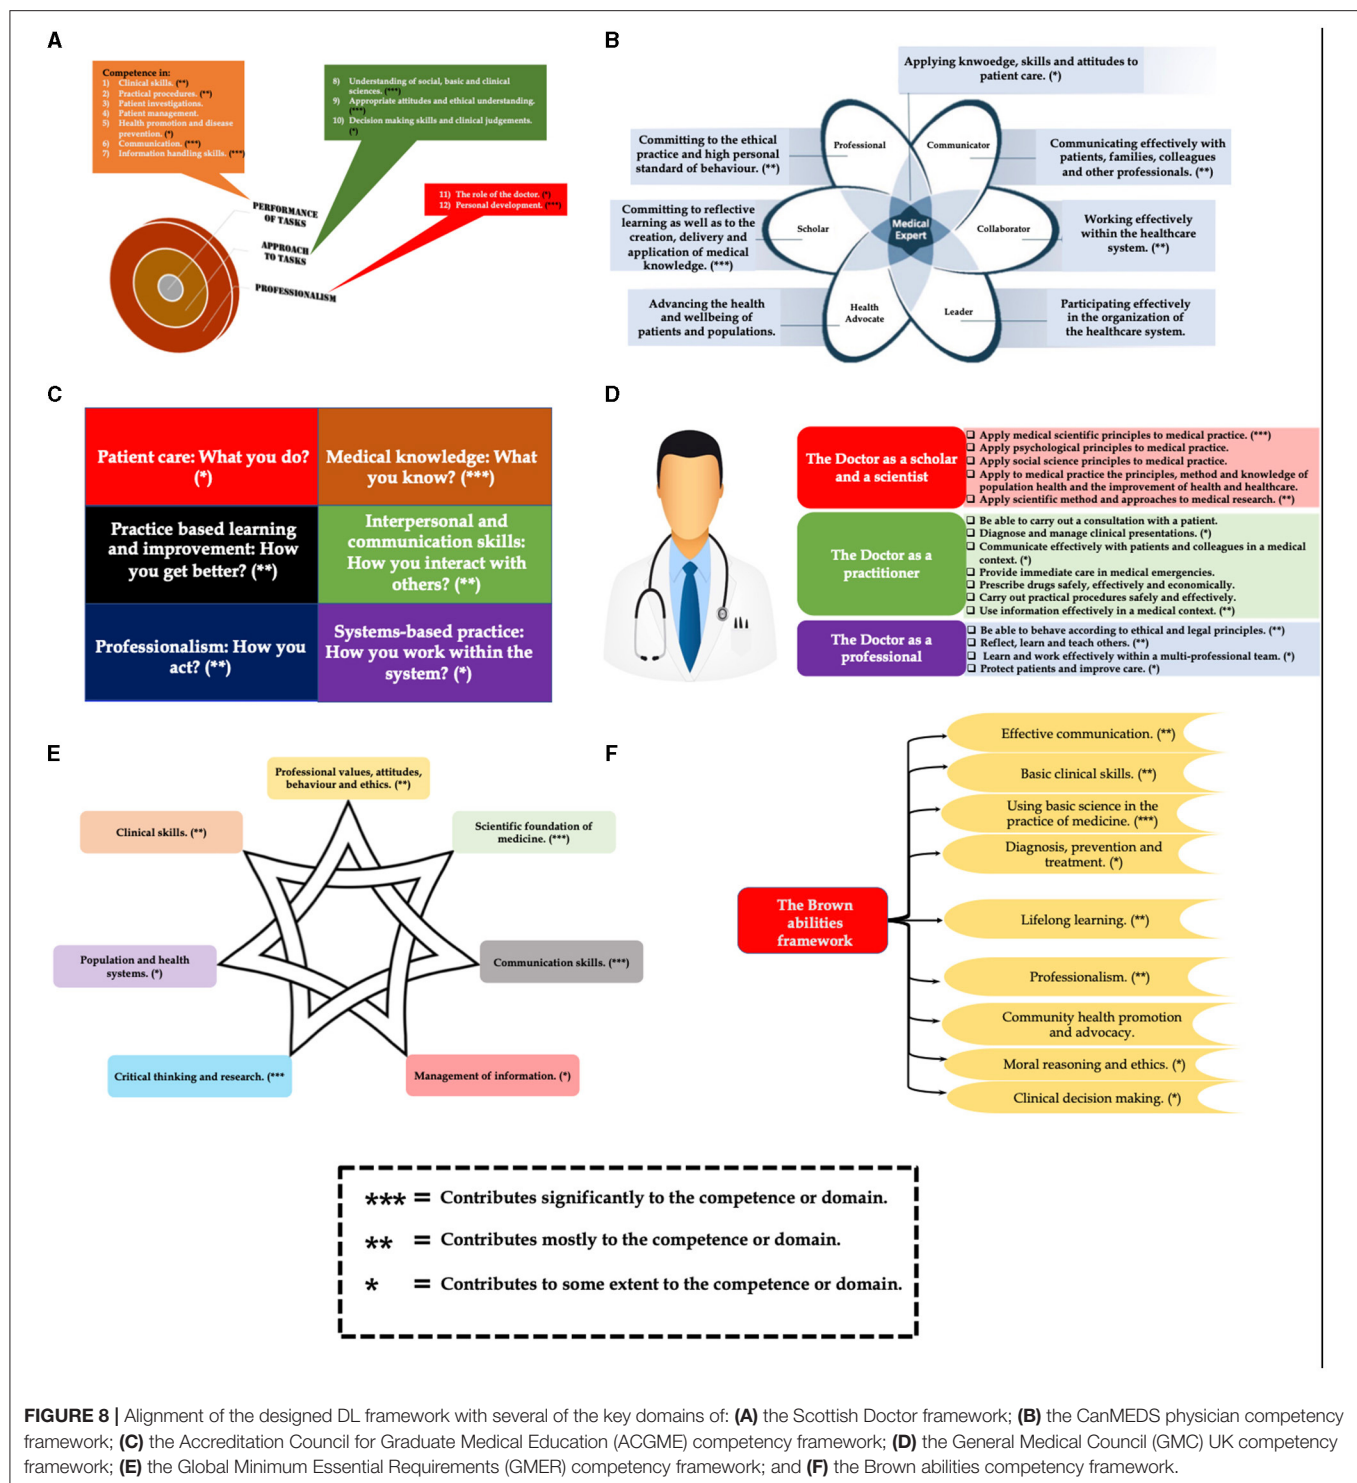 A
Competence in:
1) Clinical skills. (**)
2) Practical procedures. (**)
3) Patient investigations.
4) Patient management.
5) Health promotion and disease
prevention. (*)
6) Communication. (***)
7) Information handling skills. (***)
8) Understanding of social, basic and clinical
sciences. (***)
9) Appropriate attitudes and ethical understanding.
(***)
10) Decision making skills and clinical judgements.
(*)
11) The role of the doctor. (*)
12) Personal development. (***)
PERFORMANCE
OF TASKS
APPROACH
TO TASKS
PROFESSIONALISM
B
Applying knwoedge, skills and attitudes to
patient care. (*)
Committing to the ethical
practice and high personal
standard of behaviour. (**)
Professional
Communicator
Communicating effectively with
patients, families, colleagues
and other professionals. (**)
Committing to reflective
learning as well as to the
creation, delivery and
application of medical
knowledge. (***)
Scholar
Medical
Expert
Collaborator
Working effectively
within the healthcare
system. (**)
Advancing the health
and wellbeing of
patients and populations.
Health
Advocate
Leader
Participating effectively
in the organization of
the healthcare system.
C
Patient care: What you do?
(*)
Medical knowledge: What
you know? (***)
Practice based learning
and improvement: How
you get better? (**)
Interpersonal and
communication skills:
How you interact with
others? (**)
Professionalism: How you
act? (**)
Systems-based practice:
How you work within the
system? (*)
D
The Doctor as a scholar
and a scientist
❑ Apply medical scientific principles to medical practice. (***)
❑ Apply psychological principles to medical practice.
❑ Apply social science principles to medical practice.
❑ Apply to medical practice the principles, method and knowledge of
population health and the improvement of health and healthcare.
❑ Apply scientific method and approaches to medical research. (**)
The Doctor as a
practitioner
❑ Be able to carry out a consultation with a patient.
❑ Diagnose and manage clinical presentations. (*)
❑ Communicate effectively with patients and colleagues in a medical
context. (*)
❑ Provide immediate care in medical emergencies.
❑ Prescribe drugs safely, effectively and economically.
❑ Carry out practical procedures safely and effectively.
❑ Use information effectively in a medical context. (**)
The Doctor as a
professional
❑ Be able to behave according to ethical and legal principles. (**)
❑ Reflect, learn and teach others. (**)
❑ Learn and work effectively within a multi-professional team. (*)
❑ Protect patients and improve care. (*)
E
Professional values, attitudes,
behaviour and ethics. (**)
Clinical skills. (**)
Scientific foundation of
medicine. (***)
Population and health
systems. (*)
Communication skills. (***)
Critical thinking and research. (***
Management of information. (*)
F
The Brown
abilities
framework
Effective communication. (**)
Basic clinical skills. (**)
Using basic science in the
practice of medicine. (***)
Diagnosis, prevention and
treatment. (*)
Lifelong learning. (**)
Professionalism. (**)
Community health promotion
and advocacy.
Moral reasoning and ethics. (*)
Clinical decision making. (*)
*** = Contributes significantly to the competence or domain.
** = Contributes mostly to the competence or domain.
* = Contributes to some extent to the competence or domain.
FIGURE 8 | Alignment of the designed DL framework with several of the key domains of: (A) the Scottish Doctor framework; (B) the CanMEDS physician competency
framework; (C) the Accreditation Council for Graduate Medical Education (ACGME) competency framework; (D) the General Medical Council (GMC) UK competency
framework; (E) the Global Minimum Essential Requirements (GMER) competency framework; and (F) the Brown abilities competency framework.